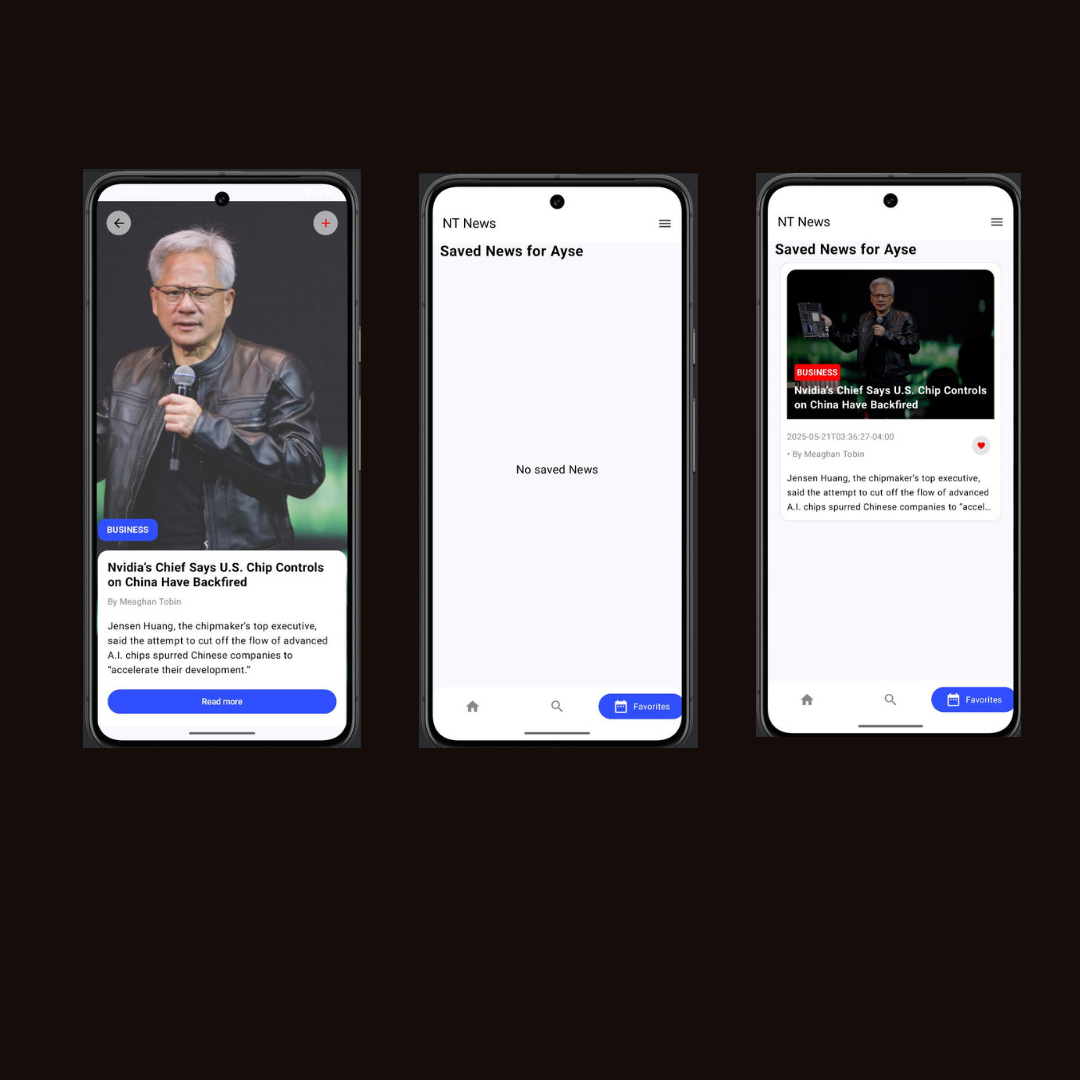 BUSINESS
Nvidia's Chief Says U.S. Chip Controls
on China Have Backfired
By Meaghan Tobin
Jensen Huang, the chipmaker's top executive,
said the attempt to cut off the flow of advanced
A.I. chips spurred Chinese companies to
"accelerate their development."
Read more
NT News
Saved News for Ayse
No saved News
Favorites
NT News
Saved News for Ayse
BUSINESS
Nvidia's Chief Says U.S. Chip Controls
on China Have Backfired
2025-05-21T03:36:27-04:00
• By Meaghan Tobin
Jensen Huang, the chipmaker's top executive,
said the attempt to cut off the flow of advanced
A.I. chips spurred Chinese companies to "accel…
Favorites